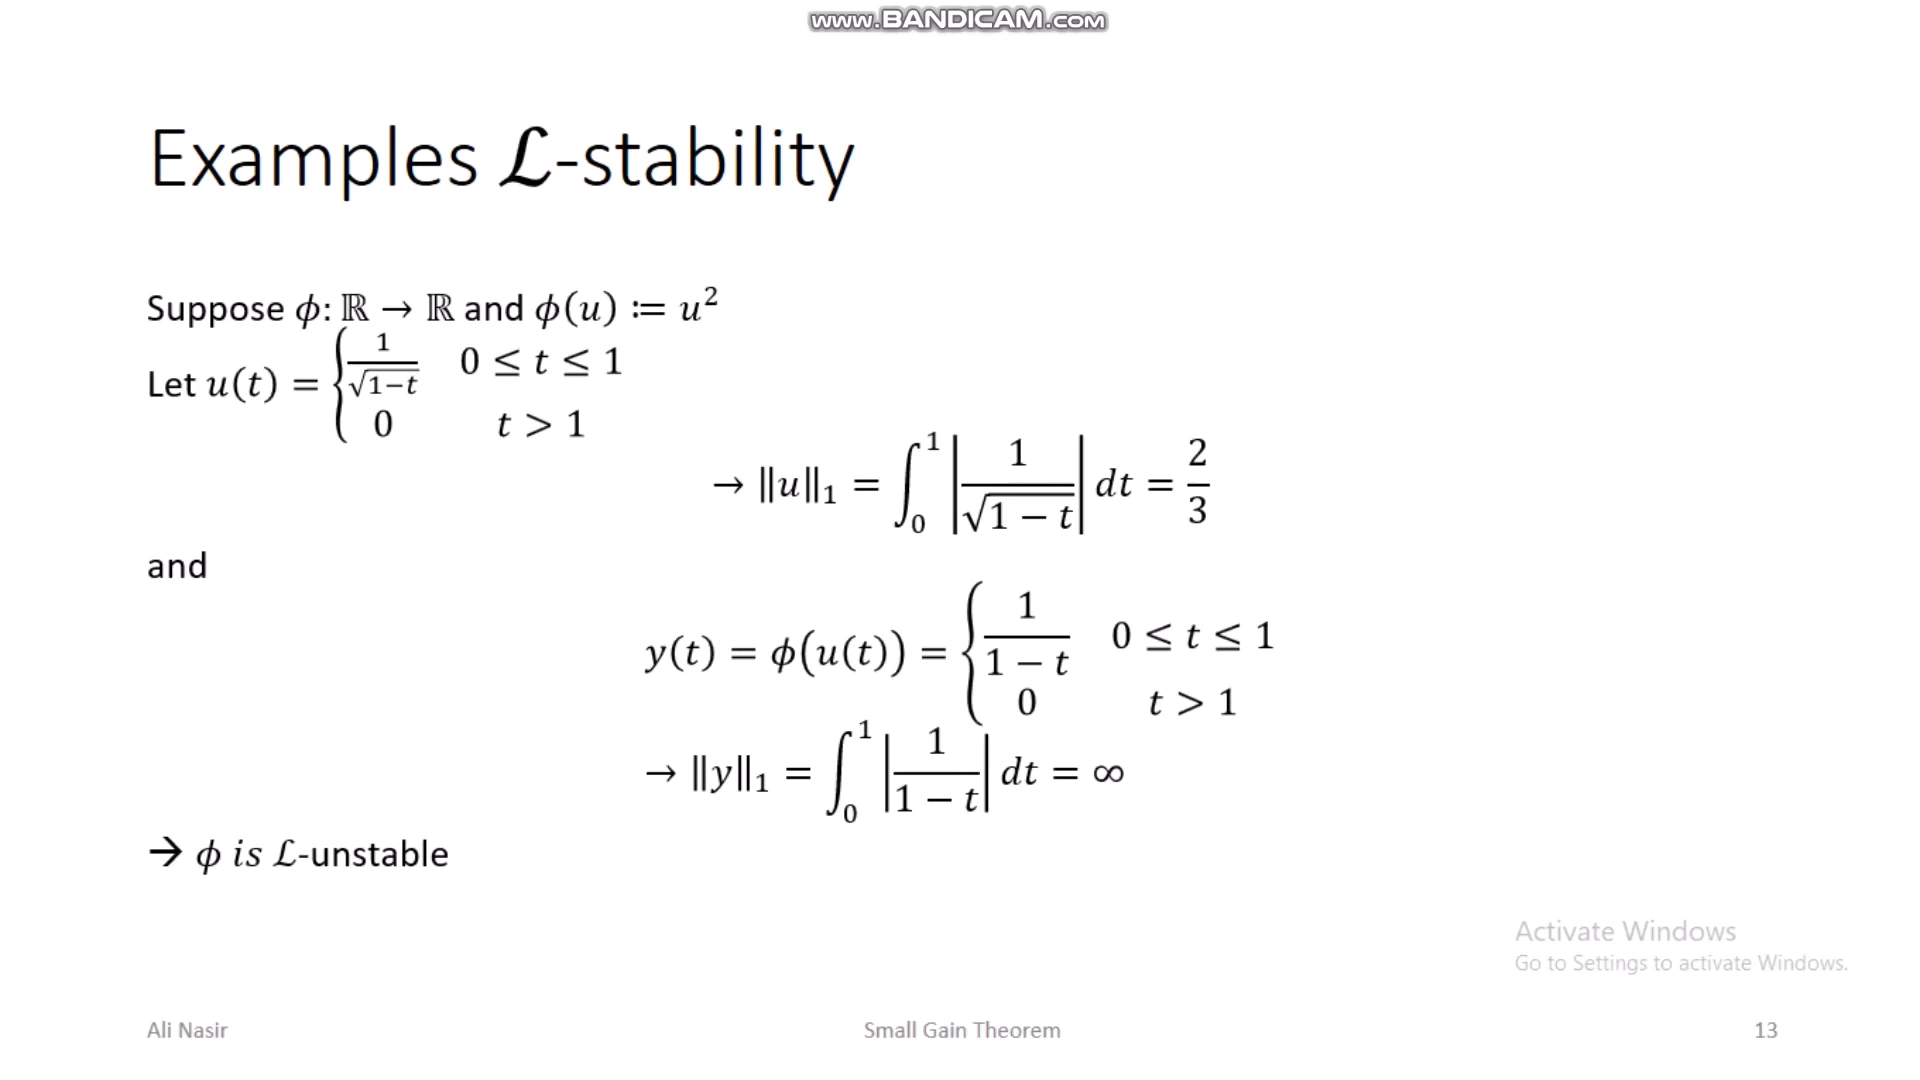 www.BANDICAM.com
Examples ℒ-stability
Suppose ϕ: ℝ → ℝ and ϕ(u) ≔ u²
Let u(t) = { 1/√(1−t)   0 ≤ t ≤ 1
0   t > 1
→ ‖u‖₁ = ∫₀¹ |1/√(1 − t)| dt = 2/3
and
y(t) = ϕ(u(t)) = { 1/(1 − t)   0 ≤ t ≤ 1
0   t > 1
→ ‖y‖₁ = ∫₀¹ |1/(1 − t)| dt = ∞
→ ϕ is ℒ-unstable
Activate Windows
Go to Settings to activate Windows.
Ali Nasir
Small Gain Theorem
13